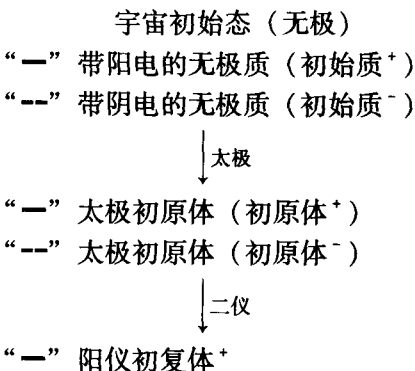 宇宙初始态（无极）
“—”带阳电的无极质（初始质⁺）
“--”带阴电的无极质（初始质⁻）
太极
“—”太极初原体（初原体⁺）
“--”太极初原体（初原体⁻）
二仪
“—”阳仪初复体⁺